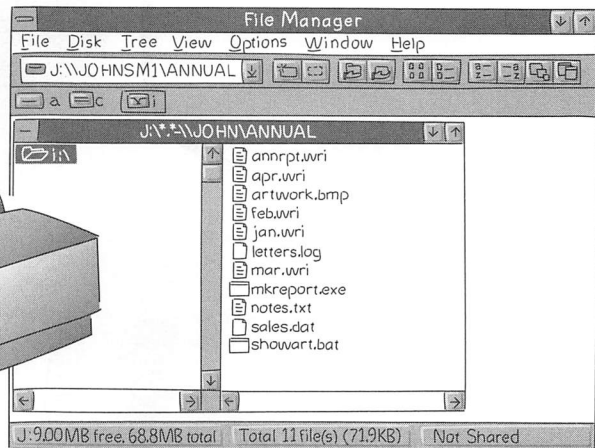 File Manager
File Disk Tree View Options Window Help
J:\\JOHNSM1\ANNUAL
a c i
J:\*.*-\\JOHN\ANNUAL
i:\
annrpt.wri
apr.wri
artwork.bmp
feb.wri
jan.wri
letters.log
mar.wri
mkreport.exe
notes.txt
sales.dat
showart.bat
J:9.00MB free, 68.8MB total Total 11 file(s) (71.9KB) Not Shared